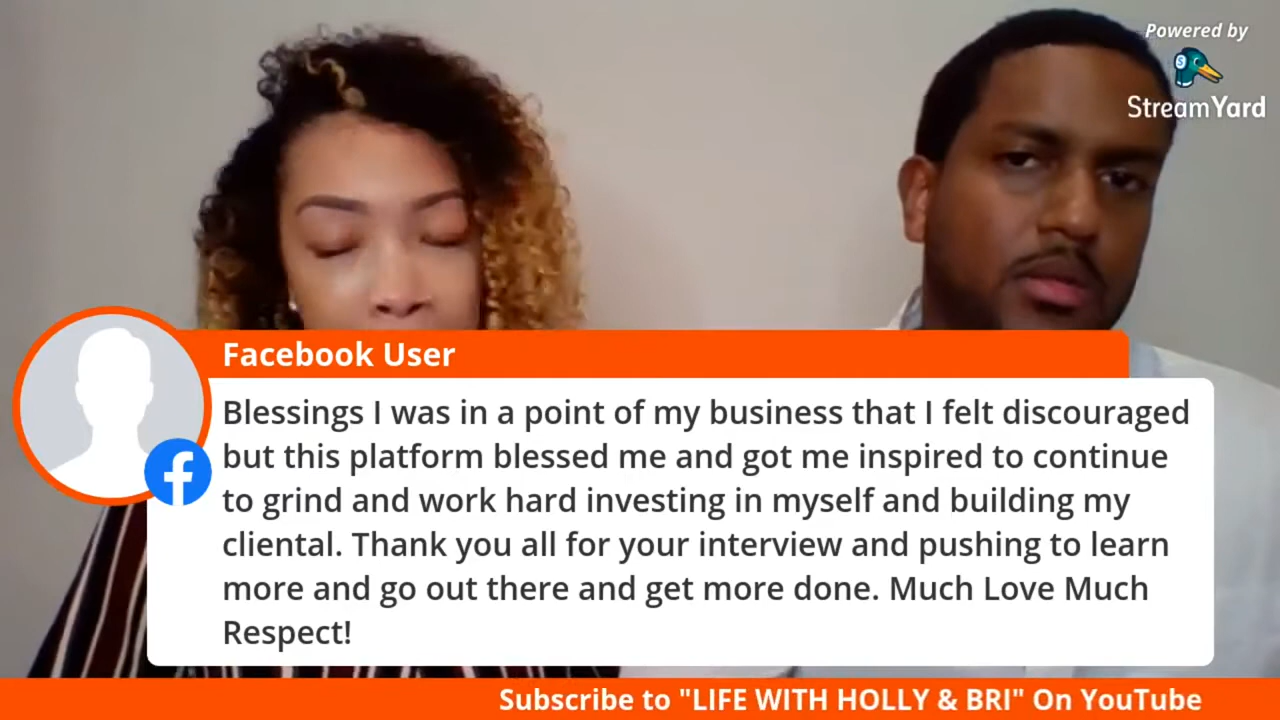 Powered by
StreamYard
Facebook User
Blessings I was in a point of my business that I felt discouraged
but this platform blessed me and got me inspired to continue
to grind and work hard investing in myself and building my
cliental. Thank you all for your interview and pushing to learn
more and go out there and get more done. Much Love Much
Respect!
Subscribe to "LIFE WITH HOLLY & BRI" On YouTube